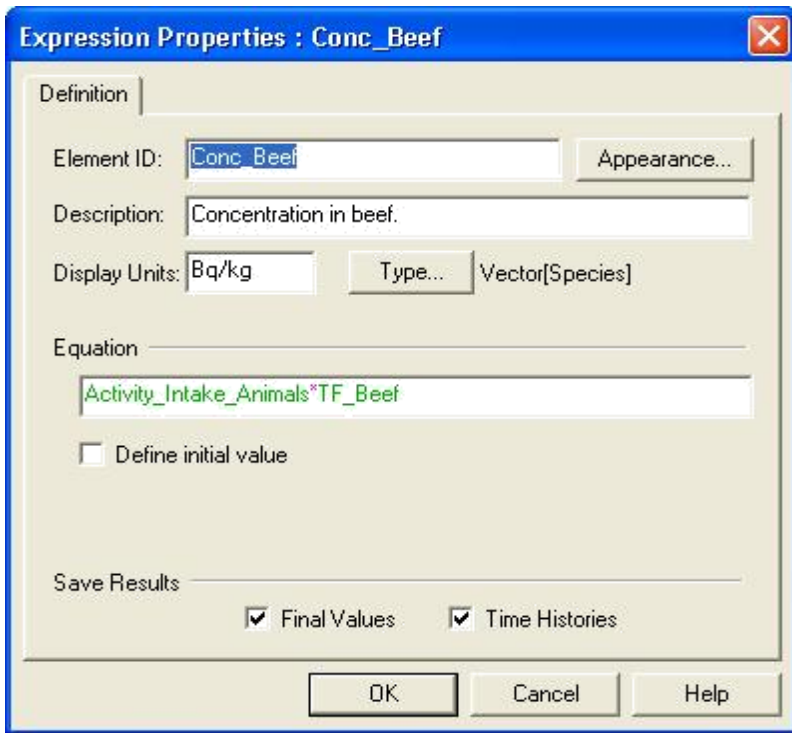 Expression Properties : Conc_Beef
Definition
Element ID: Conc_Beef Appearance...
Description: Concentration in beef.
Display Units: Bq/kg Type... Vector[Species]
Equation
Activity_Intake_Animals*TF_Beef
Define initial value
Save Results
Final Values Time Histories
OK Cancel Help